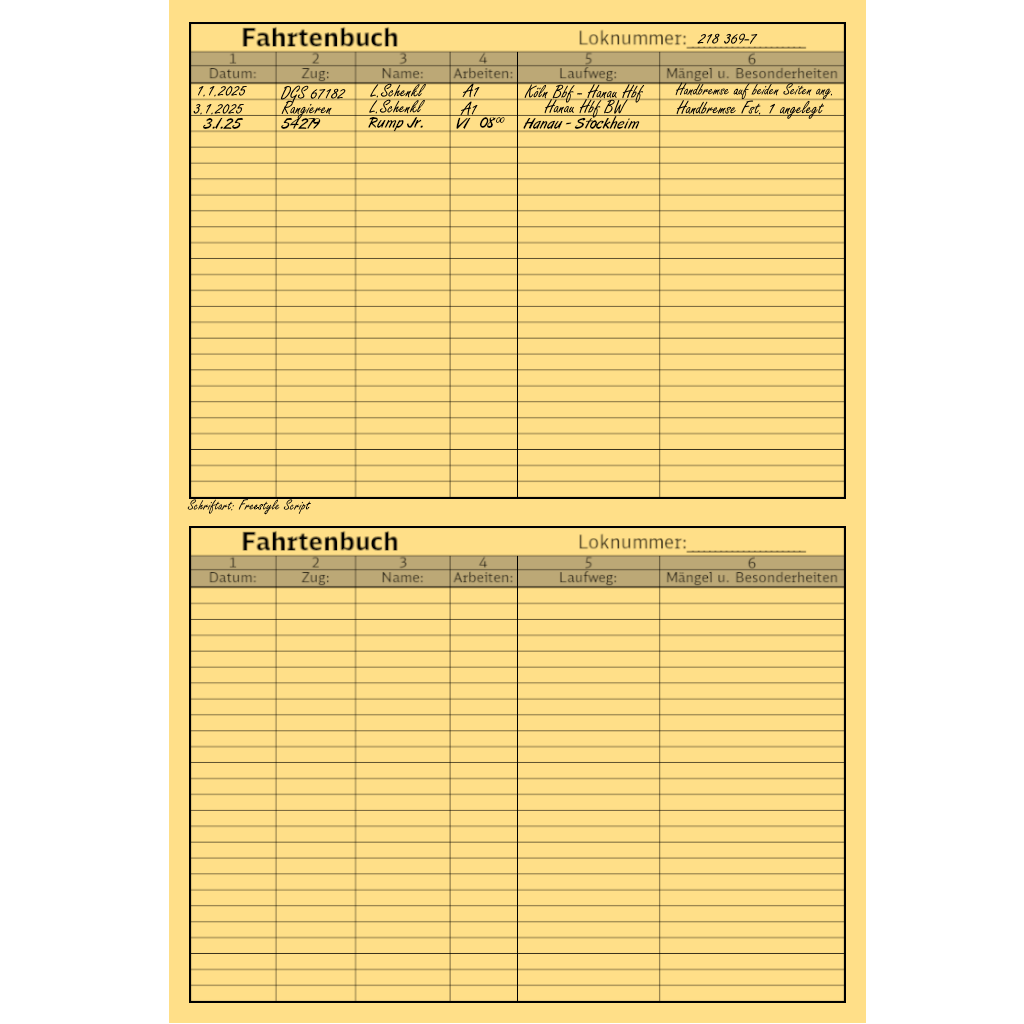 Fahrtenbuch Loknummer: 218 369-7
1 2 3 4 5 6
Datum: Zug: Name: Arbeiten: Laufweg: Mängel u. Besonderheiten
1.1.2025 DGS 67182 L.Schenkl A1 Köln Bbf - Hanau Hbf Handbremse auf beiden Seiten ang.
3.1.2025 Rangieren L.Schenkl A1 Hanau Hbf BW Handbremse Fst. 1 angelegt
3.1.25 54279 Rump Jr. V1 08⁰⁰ Hanau - Stockheim
Schriftart: Freestyle Script
Fahrtenbuch Loknummer:
1 2 3 4 5 6
Datum: Zug: Name: Arbeiten: Laufweg: Mängel u. Besonderheiten